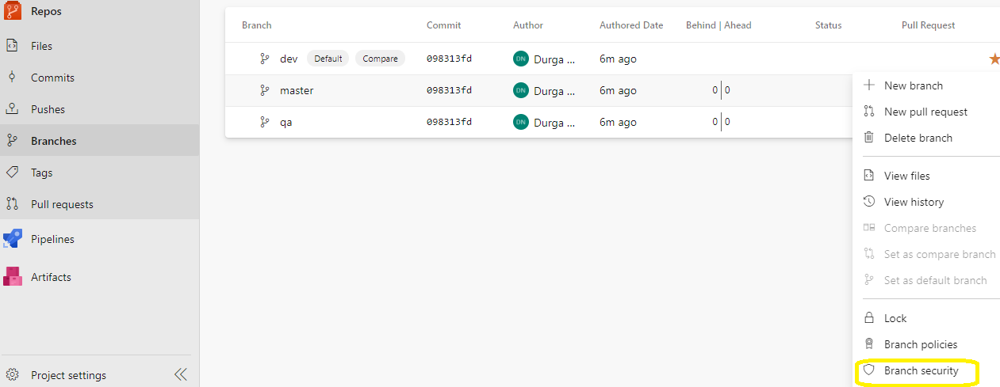 Repos
Files
Commits
Pushes
Branches
Tags
Pull requests
Pipelines
Artifacts
Project settings
Branch Commit Author Authored Date Behind | Ahead Status Pull Request
dev Default Compare 098313fd DN Durga ... 6m ago
master 098313fd DN Durga ... 6m ago 0 | 0
qa 098313fd DN Durga ... 6m ago 0 | 0
New branch
New pull request
Delete branch
View files
View history
Compare branches
Set as compare branch
Set as default branch
Lock
Branch policies
Branch security